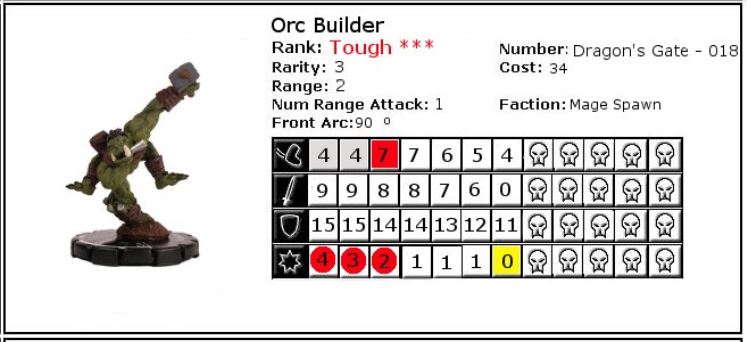 Orc Builder
Rank: Tough ***
Number: Dragon's Gate - 018
Rarity: 3
Cost: 34
Range: 2
Num Range Attack: 1
Faction: Mage Spawn
Front Arc:90 º
4 4 7 7 6 5 4
9 9 8 8 7 6 0
15 15 14 14 13 12 11
4 3 2 1 1 1 0